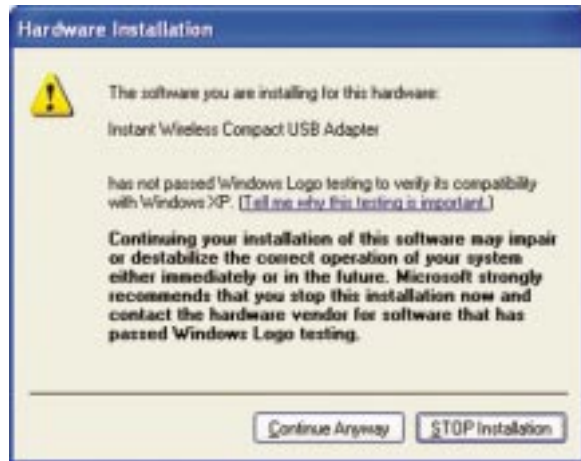 Hardware Installation
The software you are installing for this hardware:
Instant Wireless Compact USB Adapter
has not passed Windows Logo testing to verify its compatibility
with Windows XP. (Tell me why this testing is important.)
Continuing your installation of this software may impair
or destabilize the correct operation of your system
either immediately or in the future. Microsoft strongly
recommends that you stop this installation now and
contact the hardware vendor for software that has
passed Windows Logo testing.
Continue Anyway
STOP Installation